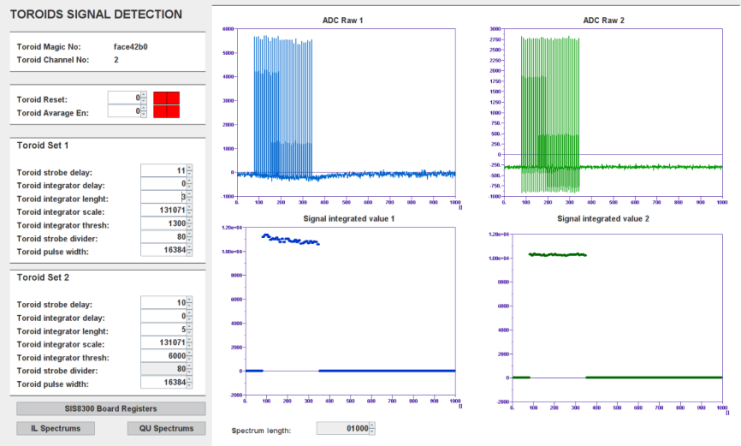 TOROIDS SIGNAL DETECTION
Toroid Magic No: face42b0
Toroid Channel No: 2
Toroid Reset: 0
Toroid Avarage En: 0
Toroid Set 1
Toroid strobe delay: 11
Toroid integrator delay: 0
Toroid integrator lenght: 3
Toroid integrator scale: 131071
Toroid integrator thresh: 1300
Toroid strobe divider: 80
Toroid pulse width: 16384
Toroid Set 2
Toroid strobe delay: 10
Toroid integrator delay: 0
Toroid integrator lenght: 5
Toroid integrator scale: 131071
Toroid integrator thresh: 6000
Toroid strobe divider: 80
Toroid pulse width: 16384
SIS8300 Board Registers
IL Spectrums
QU Spectrums
ADC Raw 1
6000
5000
4000
3000
2000
1000
0
-1000
0 100 200 300 400 500 600 700 800 900 1000
ADC Raw 2
3000
2750
2500
2250
2000
1750
1500
1250
1000
750
500
250
0
-250
-500
-750
-1000
0 100 200 300 400 500 600 700 800 900 1000
Signal integrated value 1
1.20e+04
1.00e+04
8000
6000
4000
2000
0
-2000
0 100 200 300 400 500 600 700 800 900 1000
Signal integrated value 2
1.20e+04
1.00e+04
8000
6000
4000
2000
0
-2000
0 100 200 300 400 500 600 700 800 900 1000
Spectrum length: 01000